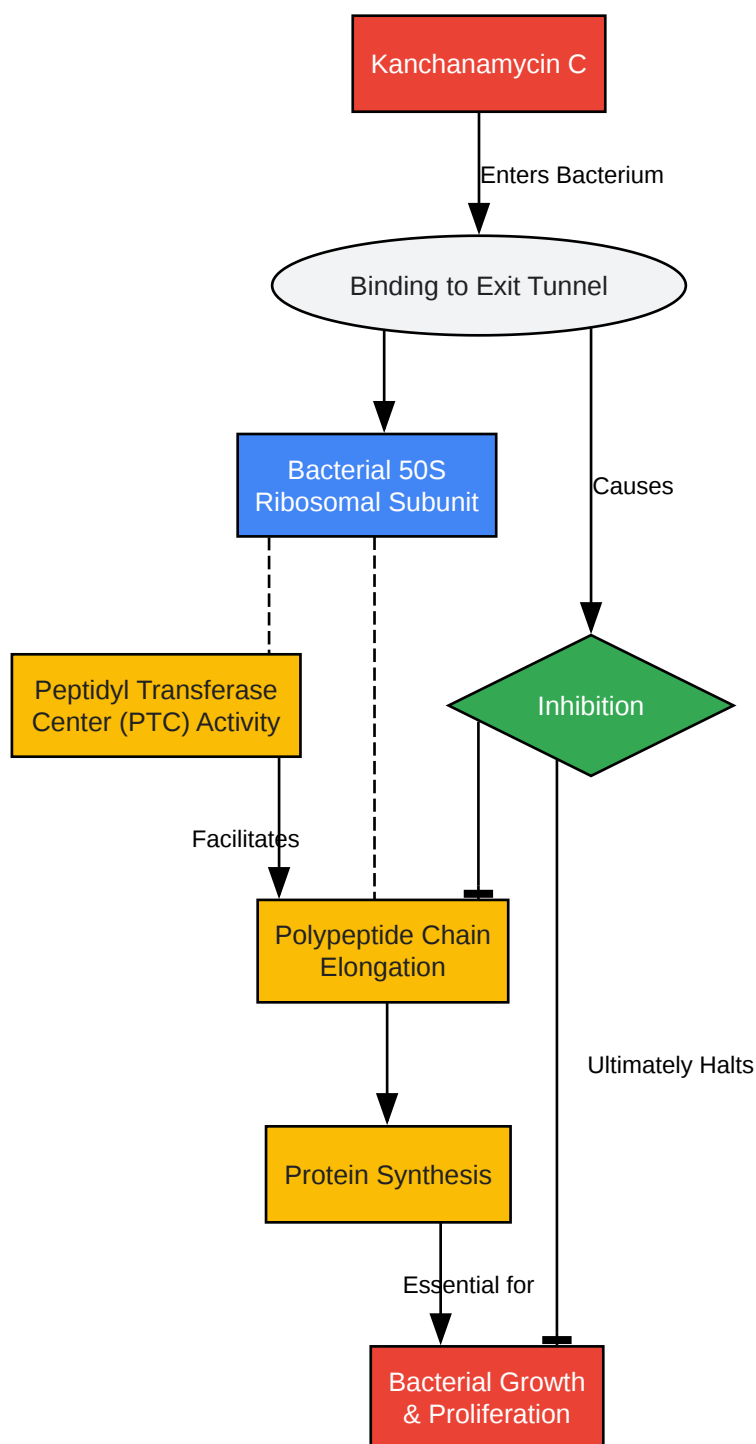 Kanchanamycin C
Enters Bacterium
Binding to Exit Tunnel
Bacterial 50S
Ribosomal Subunit
Causes
Peptidyl Transferase
Center (PTC) Activity
Inhibition
Facilitates
Polypeptide Chain
Elongation
Ultimately Halts
Protein Synthesis
Essential for
Bacterial Growth
& Proliferation